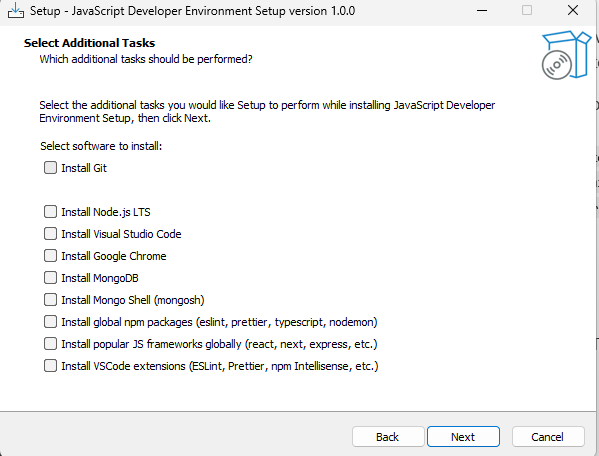 Setup - JavaScript Developer Environment Setup version 1.0.0
Select Additional Tasks
Which additional tasks should be performed?
Select the additional tasks you would like Setup to perform while installing JavaScript Developer
Environment Setup, then click Next.
Select software to install:
Install Git
Install Node.js LTS
Install Visual Studio Code
Install Google Chrome
Install MongoDB
Install Mongo Shell (mongosh)
Install global npm packages (eslint, prettier, typescript, nodemon)
Install popular JS frameworks globally (react, next, express, etc.)
Install VSCode extensions (ESLint, Prettier, npm Intellisense, etc.)
Back
Next
Cancel